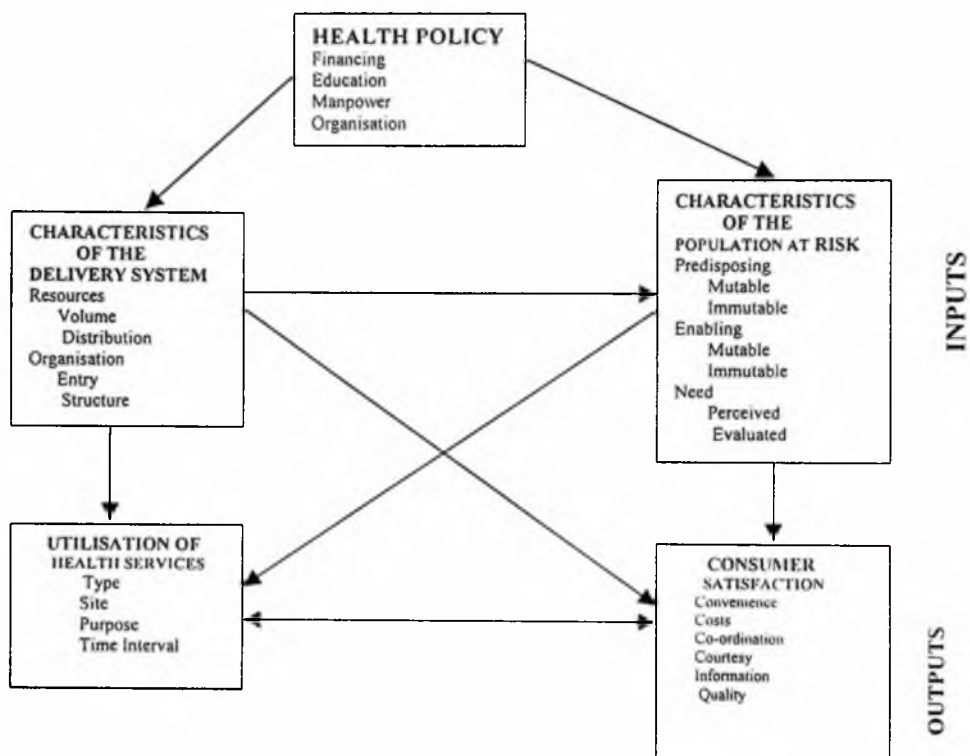 HEALTH POLICY
Financing
Education
Manpower
Organisation
CHARACTERISTICS
OF THE
DELIVERY SYSTEM
Resources
Volume
Distribution
Organisation
Entry
Structure
CHARACTERISTICS
OF THE
POPULATION AT RISK
Predisposing
Mutable
Immutable
Enabling
Mutable
Immutable
Need
Perceived
Evaluated
INPUTS
UTILISATION OF
HEALTH SERVICES
Type
Site
Purpose
Time Interval
CONSUMER
SATISFACTION
Convenience
Costs
Co-ordination
Courtesy
Information
Quality
OUTPUTS